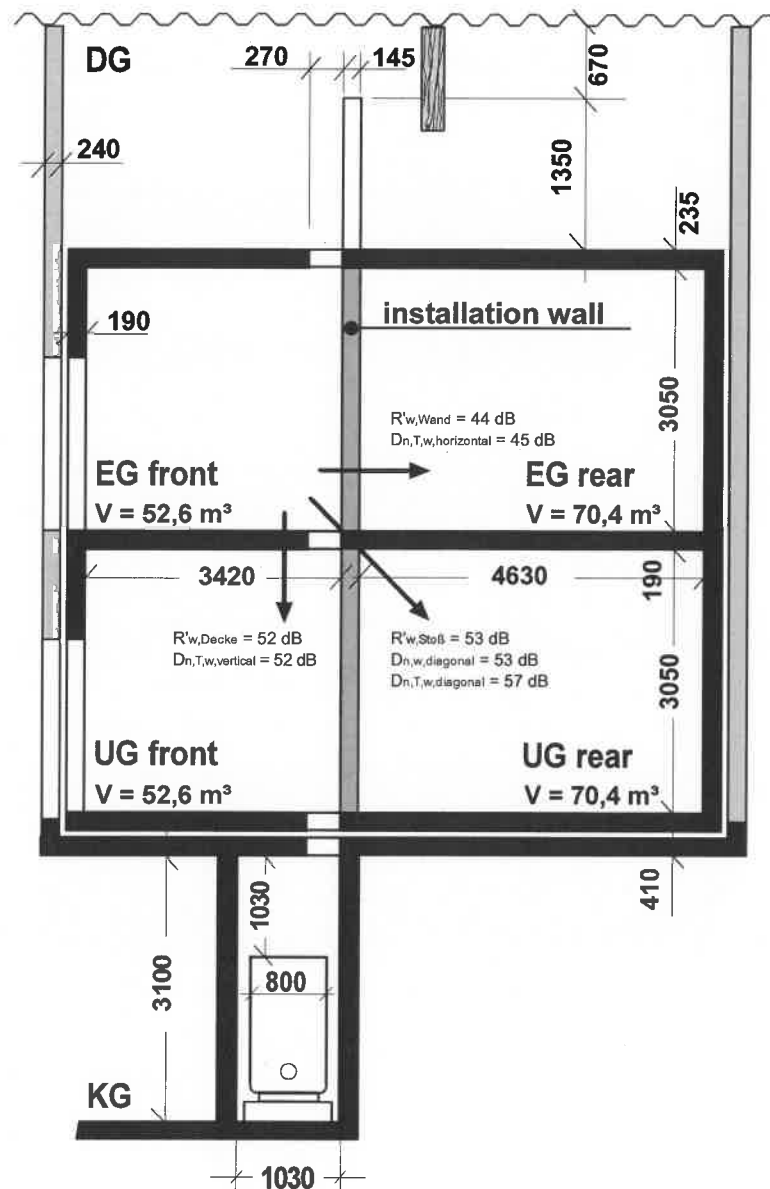 DG
270
145
670
240
1350
235
190
installation wall
3050
R'w,Wand = 44 dB
Dn,T,w,horizontal = 45 dB
EG front
V = 52,6 m³
EG rear
V = 70,4 m³
3420
4630
190
R'w,Decke = 52 dB
Dn,T,w,vertical = 52 dB
R'w,Stoß = 53 dB
Dn,w,diagonal = 53 dB
Dn,T,w,diagonal = 57 dB
3050
UG front
V = 52,6 m³
UG rear
V = 70,4 m³
1030
410
3100
800
KG
1030